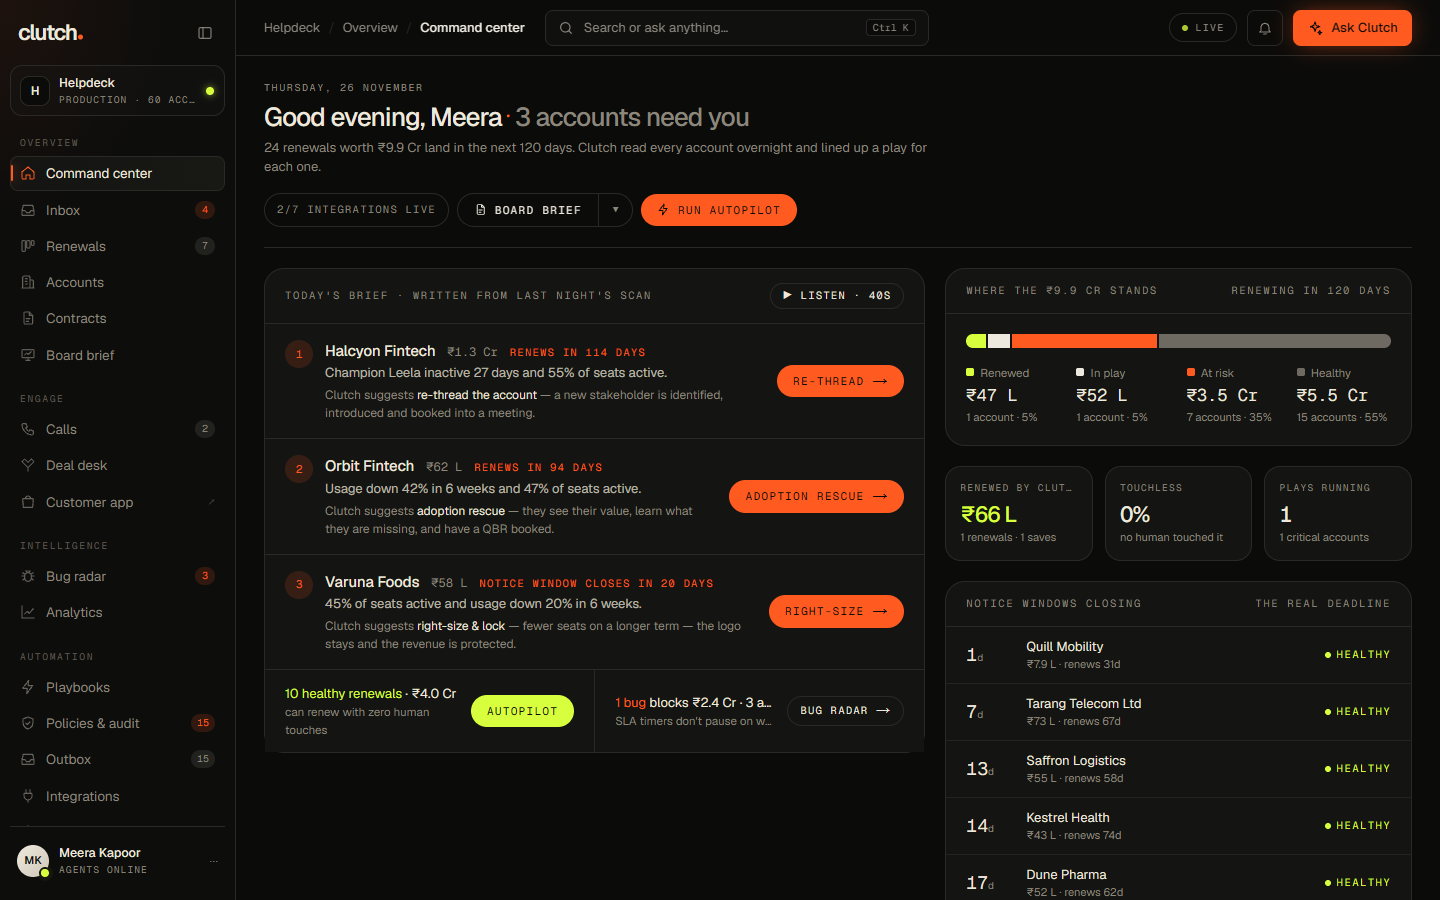 clutch.
H
Helpdeck
PRODUCTION · 60 ACC…
OVERVIEW
Command center
Inbox 4
Renewals 7
Accounts
Contracts
Board brief
ENGAGE
Calls 2
Deal desk
Customer app
INTELLIGENCE
Bug radar 3
Analytics
AUTOMATION
Playbooks
Policies & audit 15
Outbox 15
Integrations
MK
Meera Kapoor
AGENTS ONLINE
Helpdeck / Overview / Command center
Search or ask anything…
Ctrl K
LIVE
Ask Clutch
THURSDAY, 26 NOVEMBER
Good evening, Meera · 3 accounts need you
24 renewals worth ₹9.9 Cr land in the next 120 days. Clutch read every account overnight and lined up a play for
each one.
2/7 INTEGRATIONS LIVE
BOARD BRIEF
RUN AUTOPILOT
TODAY'S BRIEF · WRITTEN FROM LAST NIGHT'S SCAN
LISTEN · 40S
1
Halcyon Fintech ₹1.3 Cr RENEWS IN 114 DAYS
Champion Leela inactive 27 days and 55% of seats active.
Clutch suggests re-thread the account — a new stakeholder is identified,
introduced and booked into a meeting.
RE-THREAD →
2
Orbit Fintech ₹62 L RENEWS IN 94 DAYS
Usage down 42% in 6 weeks and 47% of seats active.
Clutch suggests adoption rescue — they see their value, learn what
they are missing, and have a QBR booked.
ADOPTION RESCUE →
3
Varuna Foods ₹58 L NOTICE WINDOW CLOSES IN 20 DAYS
45% of seats active and usage down 20% in 6 weeks.
Clutch suggests right-size & lock — fewer seats on a longer term — the logo
stays and the revenue is protected.
RIGHT-SIZE →
10 healthy renewals · ₹4.0 Cr
can renew with zero human
touches
AUTOPILOT
1 bug blocks ₹2.4 Cr · 3 a…
SLA timers don't pause on w…
BUG RADAR →
WHERE THE ₹9.9 CR STANDS
RENEWING IN 120 DAYS
Renewed
₹47 L
1 account · 5%
In play
₹52 L
1 account · 5%
At risk
₹3.5 Cr
7 accounts · 35%
Healthy
₹5.5 Cr
15 accounts · 55%
RENEWED BY CLUT…
₹66 L
1 renewals · 1 saves
TOUCHLESS
0%
no human touched it
PLAYS RUNNING
1
1 critical accounts
NOTICE WINDOWS CLOSING
THE REAL DEADLINE
1d
Quill Mobility
₹7.9 L · renews 31d
HEALTHY
7d
Tarang Telecom Ltd
₹73 L · renews 67d
HEALTHY
13d
Saffron Logistics
₹55 L · renews 58d
HEALTHY
14d
Kestrel Health
₹43 L · renews 74d
HEALTHY
17d
Dune Pharma
₹52 L · renews 62d
HEALTHY